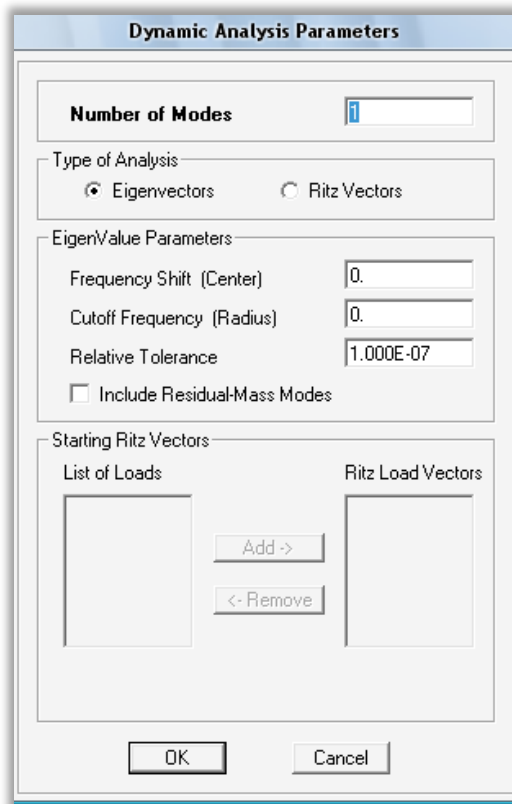 Dynamic Analysis Parameters
Number of Modes 1
Type of Analysis
Eigenvectors Ritz Vectors
EigenValue Parameters
Frequency Shift (Center) 0.
Cutoff Frequency (Radius) 0.
Relative Tolerance 1.000E-07
Include Residual-Mass Modes
Starting Ritz Vectors
List of Loads Ritz Load Vectors
Add ->
<- Remove
OK Cancel